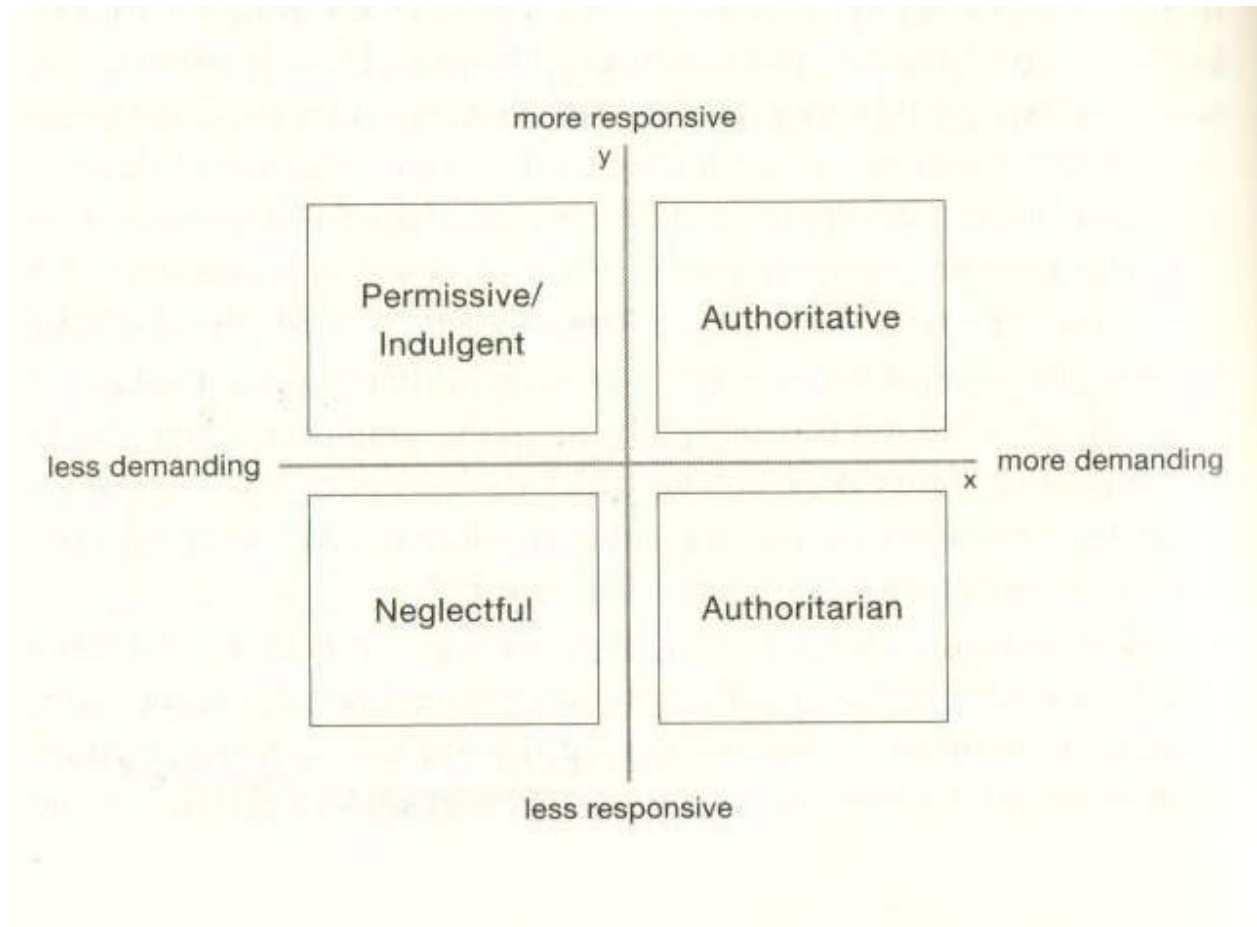 more responsive
y
Permissive/
Indulgent
Authoritative
less demanding
more demanding
x
Neglectful
Authoritarian
less responsive